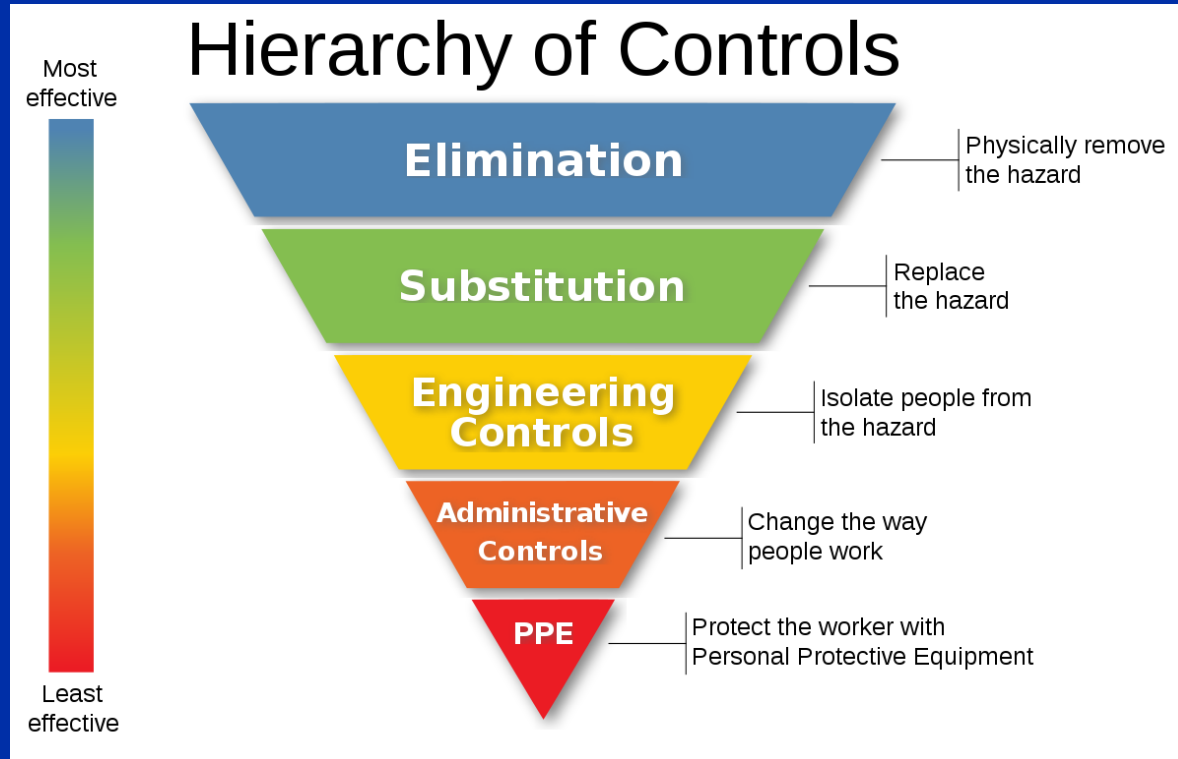 Hierarchy of Controls
Most
effective
Elimination
Physically remove
the hazard
Substitution
Replace
the hazard
Engineering
Controls
Isolate people from
the hazard
Administrative
Controls
Change the way
people work
PPE
Protect the worker with
Personal Protective Equipment
Least
effective